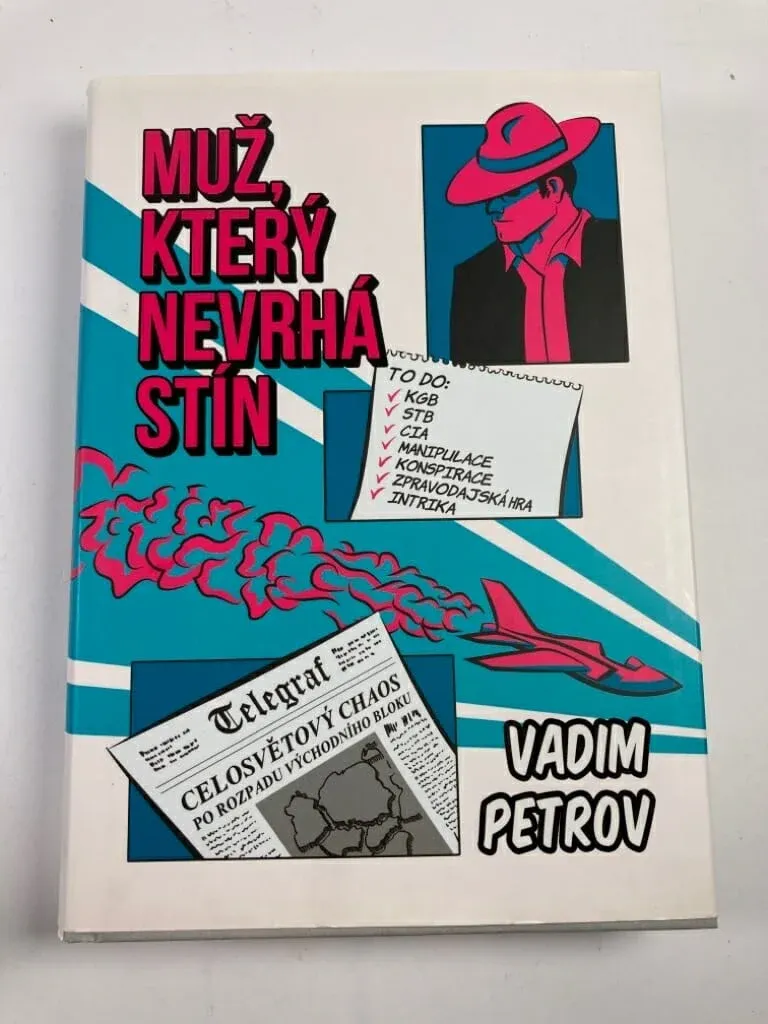 MUŽ,
KTERÝ
NEVRHÁ
STÍN
TO DO:
✓ KGB
✓ STB
✓ CIA
✓ MANIPULACE
✓ KONSPIRACE
✓ ZPRAVODAJSKÁ HRA
✓ INTRIKA
Telegraf
CELOSVĚTOVÝ CHAOS
PO ROZPADU VÝCHODNÍHO BLOKU
VADIM
PETROV